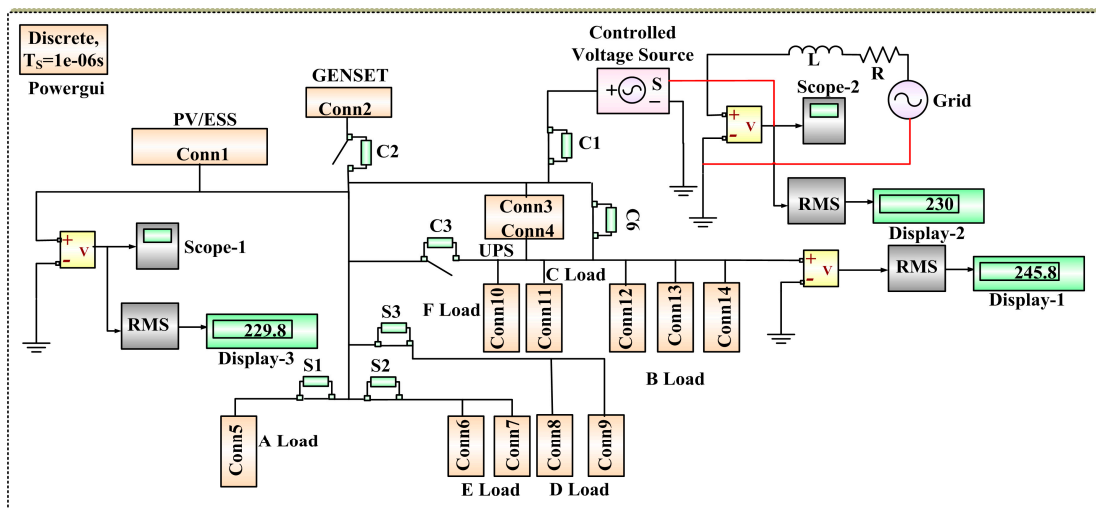 Discrete,
T_S=1e-06s
Powergui
GENSET
Conn2
C2
PV/ESS
Conn1
Controlled
Voltage Source
+
S
−
C1
L
R
Grid
Scope-2
+
-
V
RMS
230
Display-2
Conn3
Conn4
UPS
C6
C3
+
-
V
Scope-1
RMS
229.8
Display-3
C Load
F Load
Conn10
Conn11
Conn12
Conn13
Conn14
B Load
+
-
V
RMS
245.8
Display-1
S3
S1
S2
Conn5
A Load
Conn6
Conn7
Conn8
Conn9
E Load
D Load